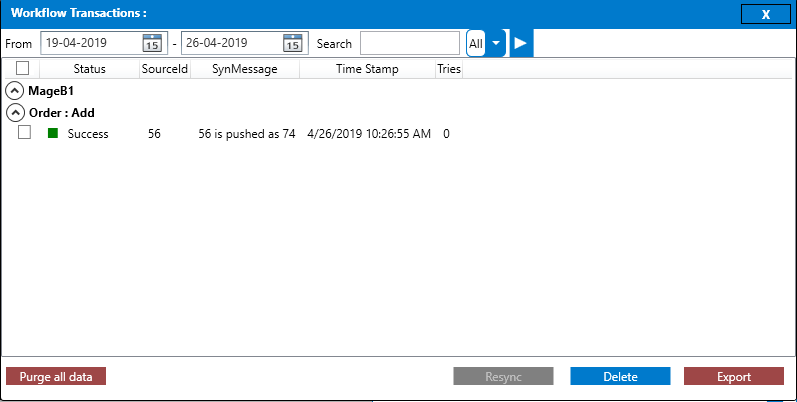 Workflow Transactions :
X
From 19-04-2019 15 - 26-04-2019 15 Search All
Status SourceId SynMessage Time Stamp Tries
MageB1
Order : Add
Success 56 56 is pushed as 74 4/26/2019 10:26:55 AM 0
Purge all data Resync Delete Export